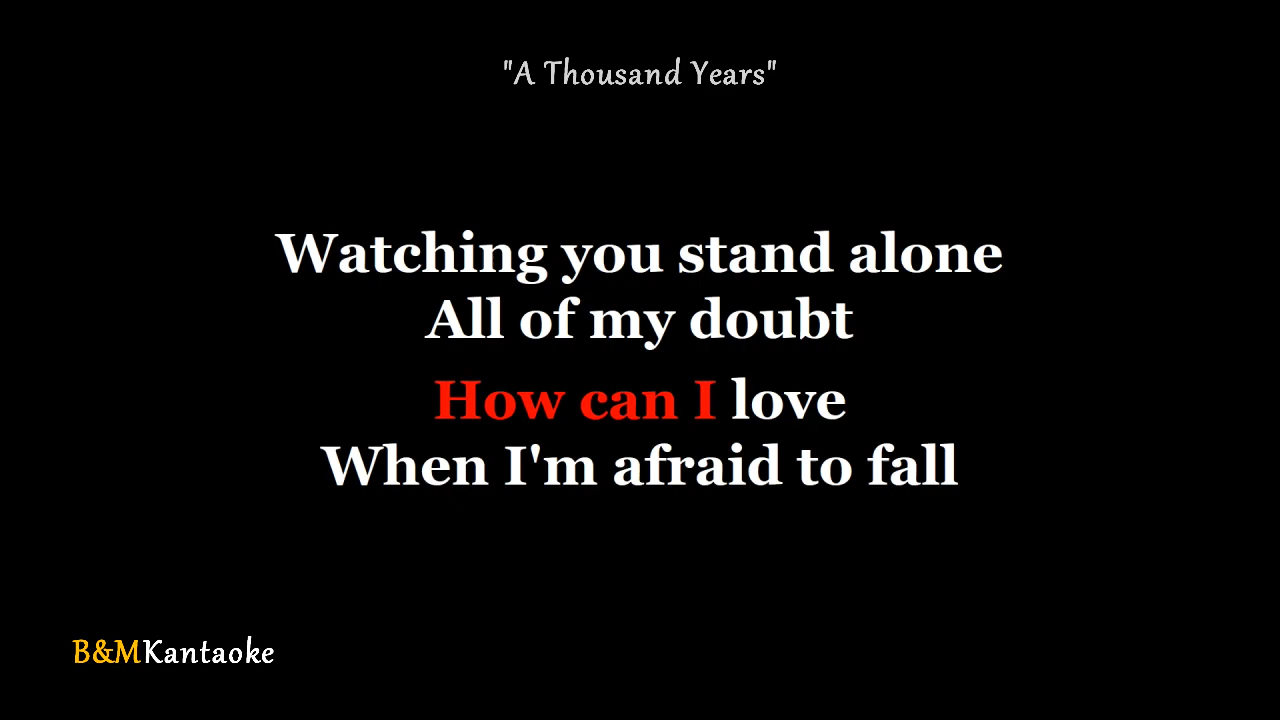 "A Thousand Years"
Watching you stand alone
All of my doubt
How can I love
When I'm afraid to fall
B&MKantaoke